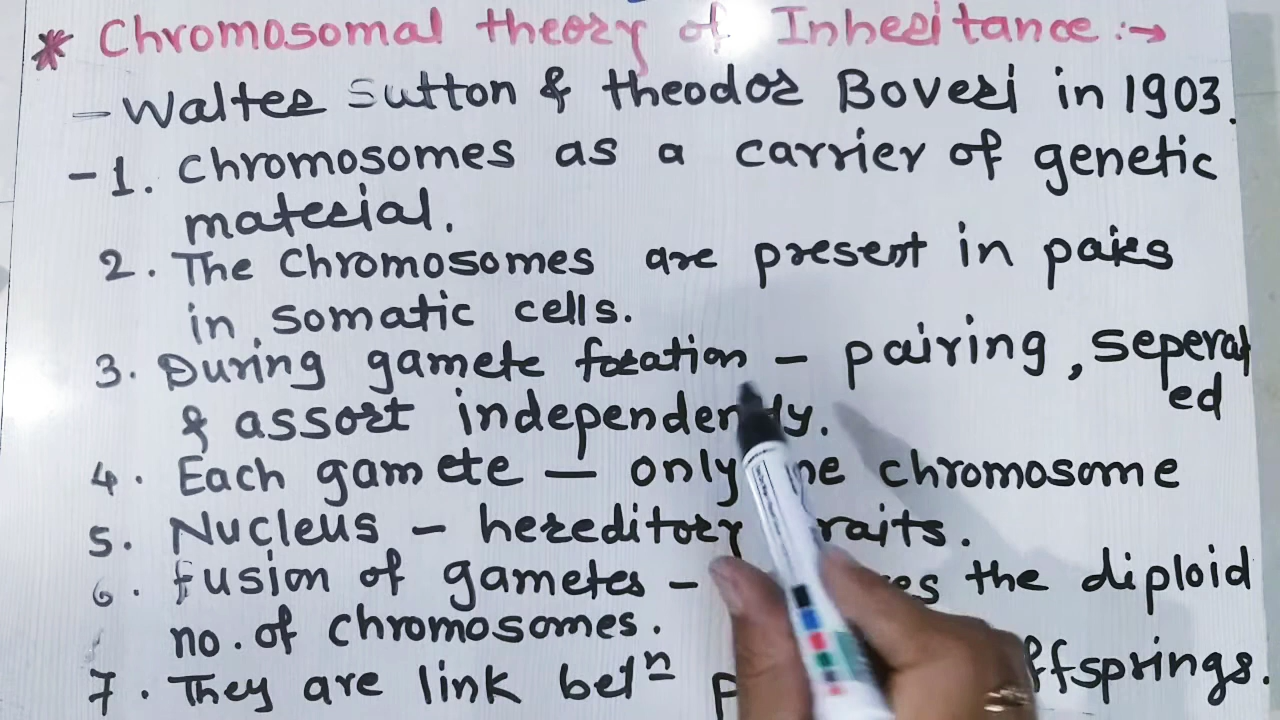 * Chromosomal theory of Inheritance :→
- Walter Sutton & theodor Boveri in 1903.
- 1. Chromosomes as a carrier of genetic
material.
2. The Chromosomes are present in pairs
in somatic cells.
3. During gamete foration - pairing, seperat
ed
& assort independently.
4. Each gamete - only chromosome
5. Nucleus - hereditory traits.
6. fusion of gametes - the diploid
no. of chromosomes.
7. They are link betⁿ offsprings.